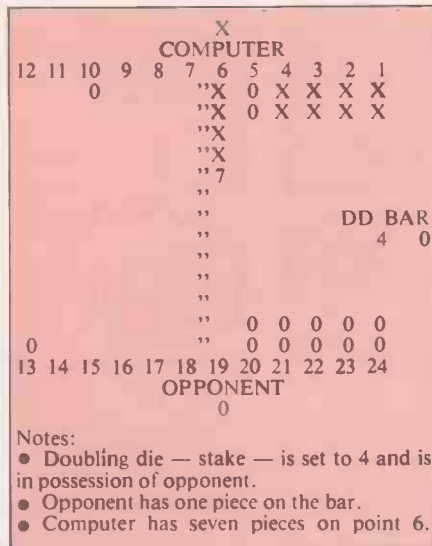 X
COMPUTER
12 11 10 9 8 7 6 5 4 3 2 1
0 "X 0 X X X X
"X 0 X X X X
"X
"X
" 7
"
"
" DD BAR
" 4 0
"
"
"
" 0 0 0 0 0
0 " 0 0 0 0 0
13 14 15 16 17 18 19 20 21 22 23 24
OPPONENT
0
Notes:
● Doubling die — stake — is set to 4 and is
in possession of opponent.
● Opponent has one piece on the bar.
● Computer has seven pieces on point 6.